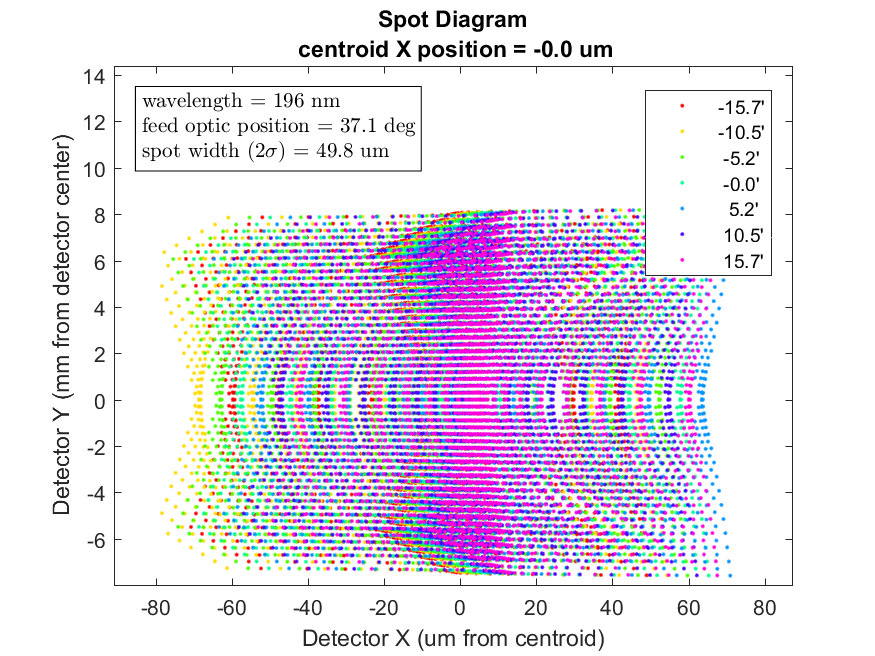 Spot Diagram
centroid X position = -0.0 um
wavelength = 196 nm
feed optic position = 37.1 deg
spot width (2σ) = 49.8 um
-15.7'
-10.5'
-5.2'
-0.0'
5.2'
10.5'
15.7'
14
12
10
8
6
4
2
0
-2
-4
-6
Detector Y (mm from detector center)
-80 -60 -40 -20 0 20 40 60 80
Detector X (um from centroid)